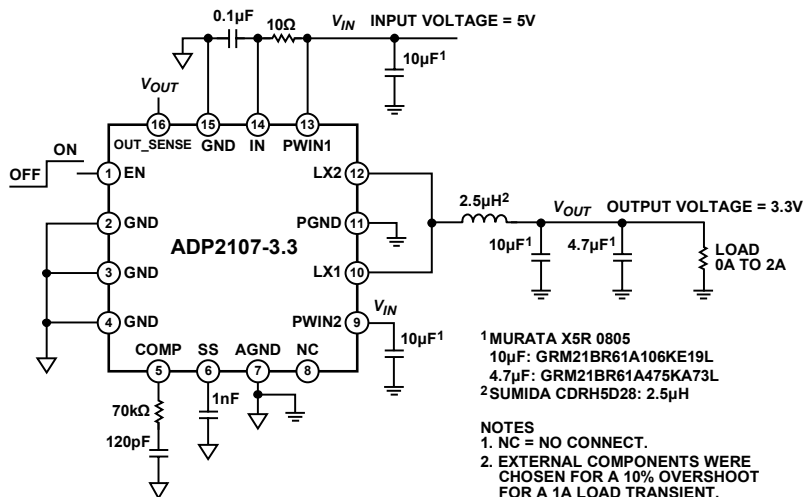 0.1µF
10Ω
VIN
INPUT VOLTAGE = 5V
10µF1
VOUT
16
15
14
13
OUT_SENSE
GND
IN
PWIN1
ON
OFF
1
EN
LX2
12
2
GND
PGND
11
ADP2107-3.3
3
GND
LX1
10
4
GND
PWIN2
9
VIN
10µF1
2.5µH2
VOUT
OUTPUT VOLTAGE = 3.3V
10µF1
4.7µF1
LOAD
0A TO 2A
COMP
SS
AGND
NC
5
6
7
8
70kΩ
1nF
120pF
1 MURATA X5R 0805
10µF: GRM21BR61A106KE19L
4.7µF: GRM21BR61A475KA73L
2 SUMIDA CDRH5D28: 2.5µH
NOTES
1. NC = NO CONNECT.
2. EXTERNAL COMPONENTS WERE
CHOSEN FOR A 10% OVERSHOOT
FOR A 1A LOAD TRANSIENT.